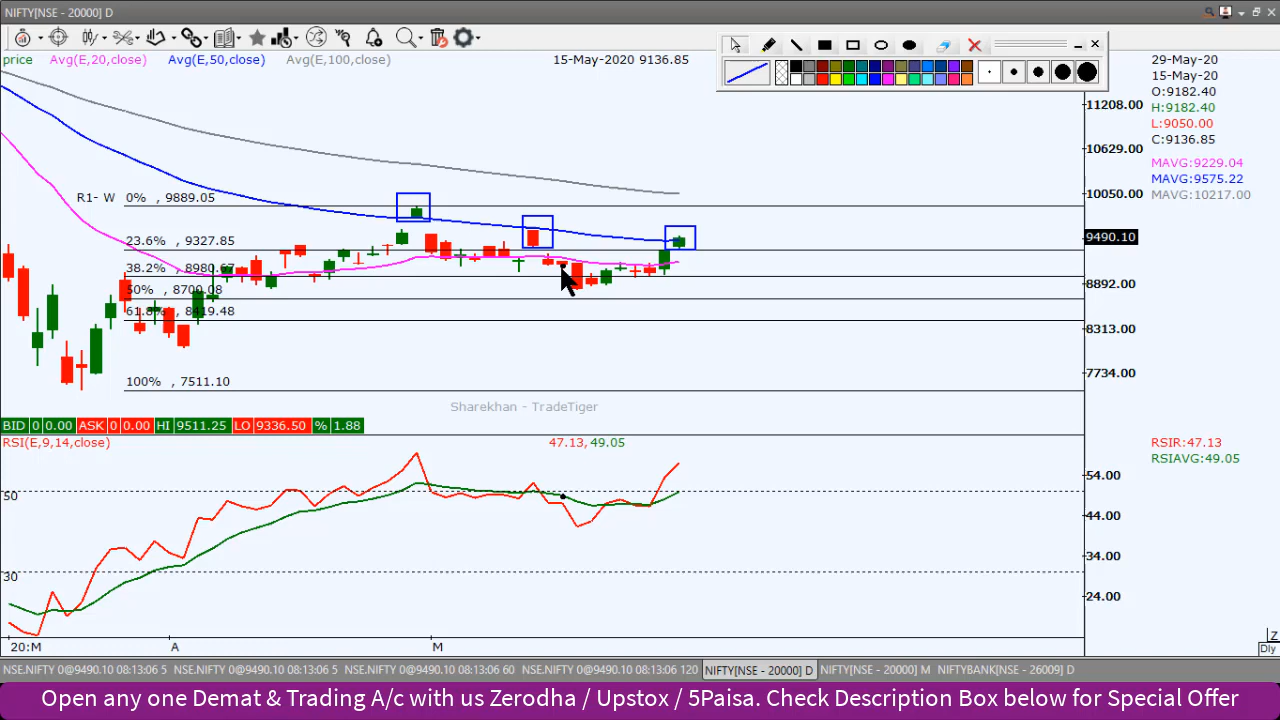 NIFTY[NSE - 20000] D
price Avg(E,20,close) Avg(E,50,close) Avg(E,100,close) 15-May-2020 9136.85
29-May-20
15-May-20
O:9182.40
H:9182.40
L:9050.00
C:9136.85
MAVG:9229.04
MAVG:9575.22
MAVG:10217.00
11208.00
10629.00
10050.00
9490.10
8892.00
8313.00
7734.00
R1- W 0% , 9889.05
23.6% , 9327.85
38.2% , 8980.67
50% , 8700.08
61.8% , 8419.48
100% , 7511.10
Sharekhan - TradeTiger
BID 0 0.00 ASK 0 0.00 HI 9511.25 LO 9336.50 % 1.88
RSI(E,9,14,close) 47.13, 49.05
RSIR:47.13
RSIAVG:49.05
50
30
54.00
44.00
34.00
24.00
20:M A M
Z
Dly
NSE.NIFTY 0@9490.10 08:13:06 5 NSE.NIFTY 0@9490.10 08:13:06 5 NSE.NIFTY 0@9490.10 08:13:06 60 NSE.NIFTY 0@9490.10 08:13:06 120 NIFTY[NSE - 20000] D NIFTY[NSE - 20000] M NIFTYBANK[NSE - 26009] D
Open any one Demat & Trading A/c with us Zerodha / Upstox / 5Paisa. Check Description Box below for Special Offer